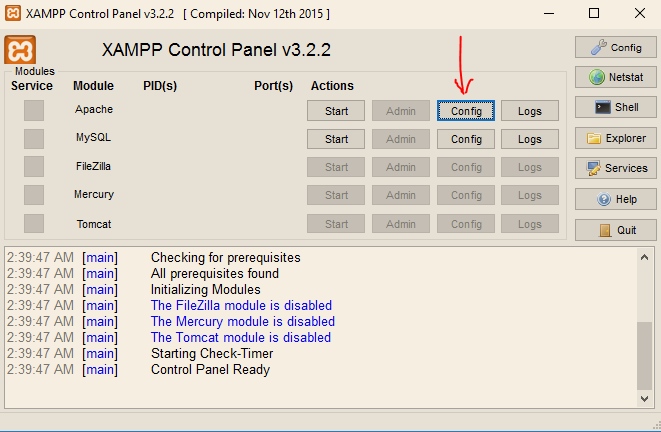 XAMPP Control Panel v3.2.2 [ Compiled: Nov 12th 2015 ]
XAMPP Control Panel v3.2.2
Config
Modules
Service Module PID(s) Port(s) Actions
Netstat
Apache Start Admin Config Logs
Shell
MySQL Start Admin Config Logs
Explorer
FileZilla Start Admin Config Logs
Services
Mercury Start Admin Config Logs
Help
Tomcat Start Admin Config Logs
Quit
2:39:47 AM [main] Checking for prerequisites
2:39:47 AM [main] All prerequisites found
2:39:47 AM [main] Initializing Modules
2:39:47 AM [main] The FileZilla module is disabled
2:39:47 AM [main] The Mercury module is disabled
2:39:47 AM [main] The Tomcat module is disabled
2:39:47 AM [main] Starting Check-Timer
2:39:47 AM [main] Control Panel Ready